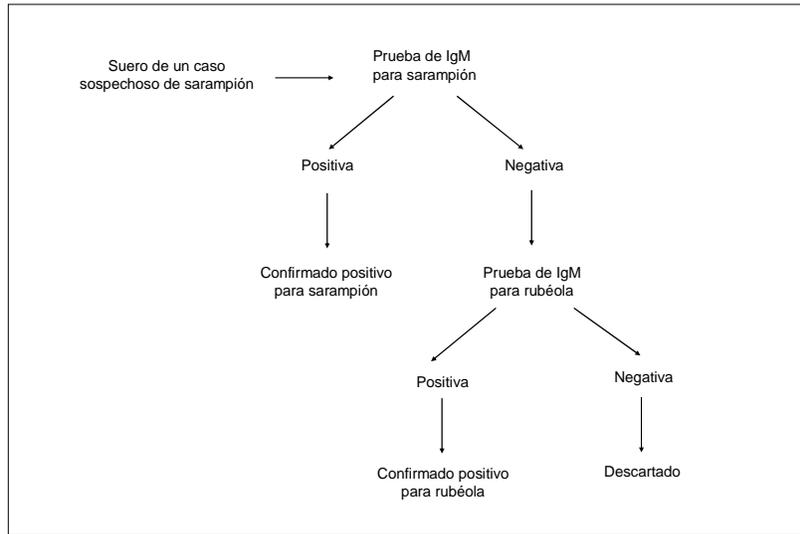 Suero de un caso
sospechoso de sarampión
Prueba de IgM
para sarampión
Positiva
Negativa
Confirmado positivo
para sarampión
Prueba de IgM
para rubéola
Positiva
Negativa
Confirmado positivo
para rubéola
Descartado